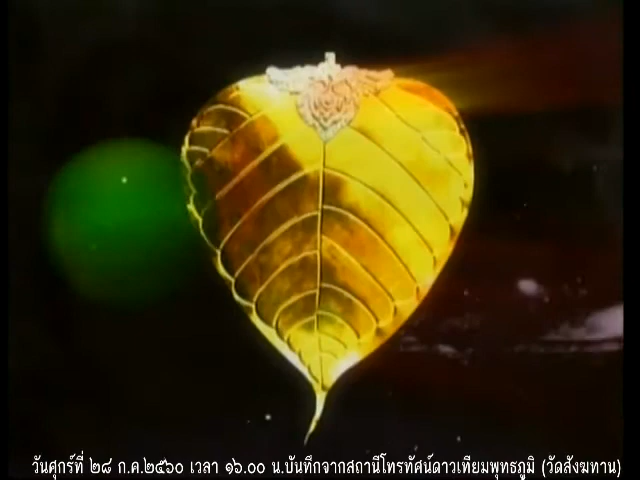 วันศุกร์ที่ ๒๘ ก.ค.๒๕๖๐ เวลา ๑๖.๐๐ น.บันทึกจากสถานีโทรทัศน์ดาวเทียมพุทธภูมิ (วัดสังฆทาน)